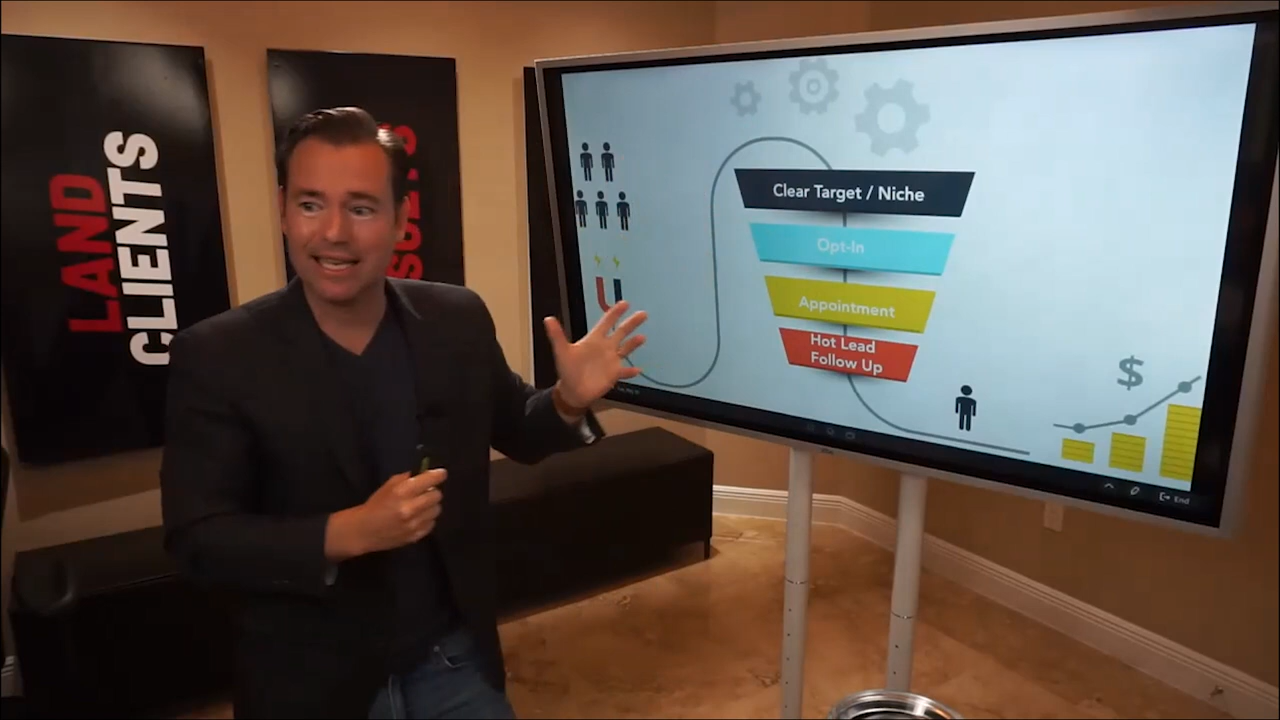 LAND
CLIENTS
Clear Target / Niche
Opt-In
Appointment
Hot Lead
Follow Up
$
End